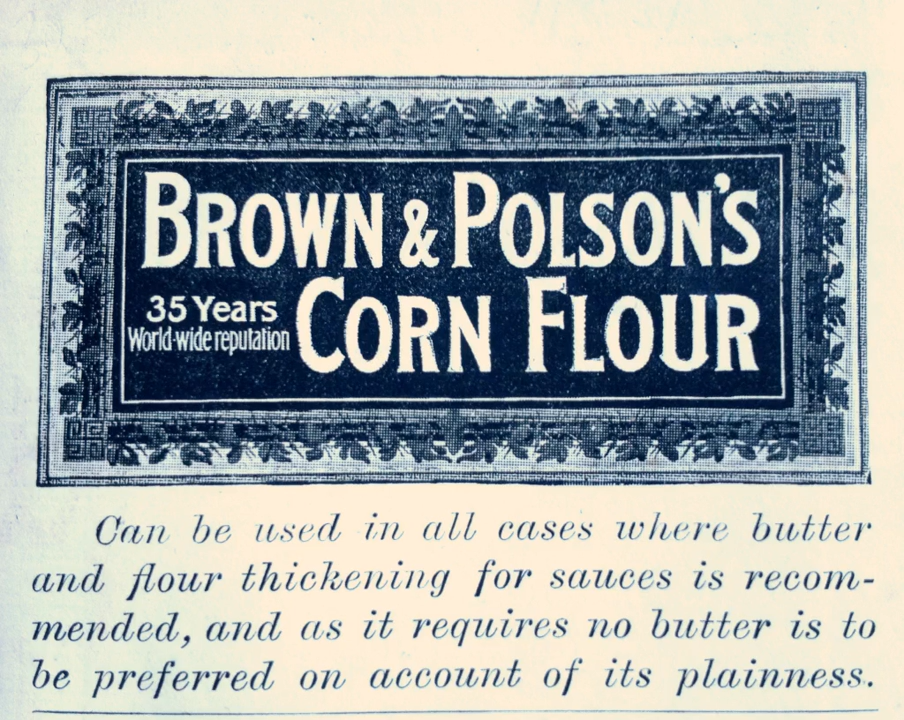 BROWN & POLSON'S
35 Years
World-wide reputation
CORN FLOUR
Can be used in all cases where butter
and flour thickening for sauces is recom-
mended, and as it requires no butter is to
be preferred on account of its plainness.